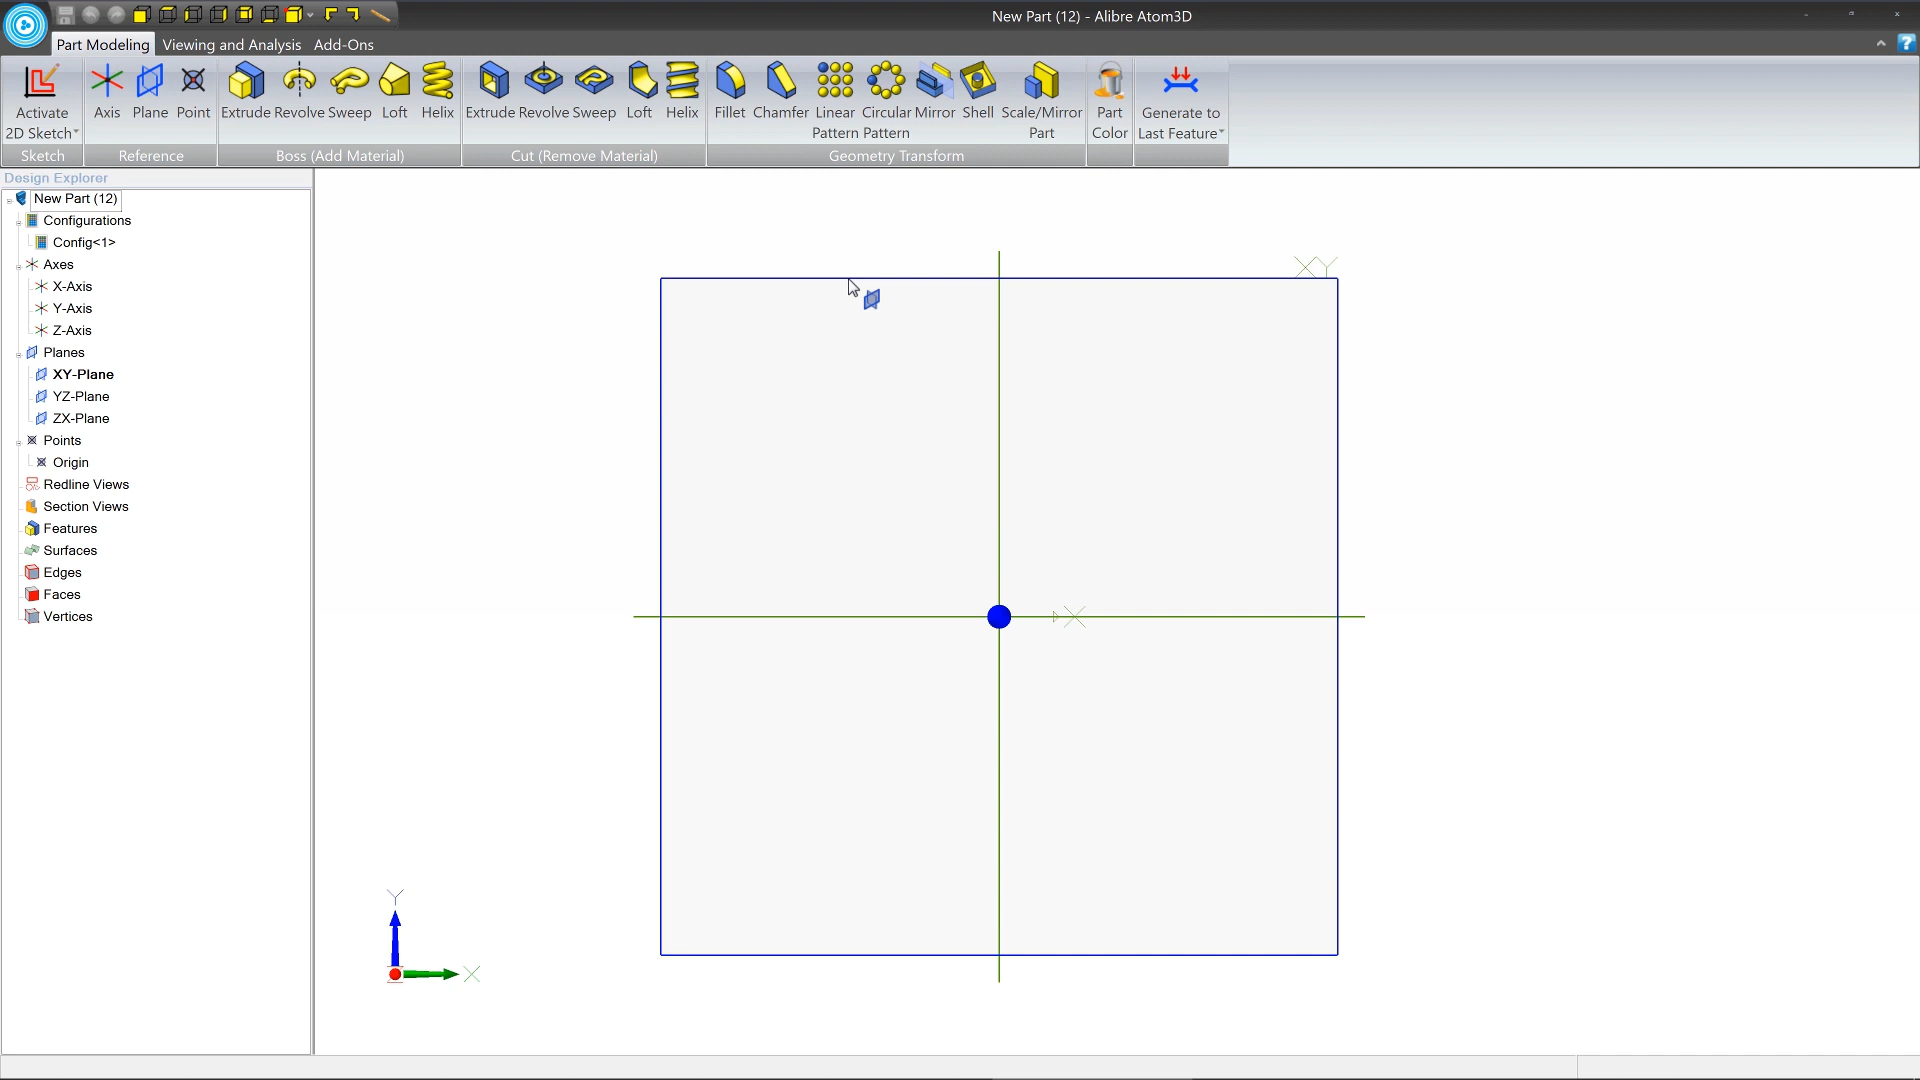 New Part (12) - Alibre Atom3D
Part Modeling Viewing and Analysis Add-Ons
Activate
2D Sketch
Sketch
Axis Plane Point
Reference
Extrude Revolve Sweep Loft Helix
Boss (Add Material)
Extrude Revolve Sweep Loft Helix
Cut (Remove Material)
Fillet Chamfer Linear Pattern Circular Pattern Mirror Shell Scale/Mirror Part
Geometry Transform
Part
Color
Generate to
Last Feature
Design Explorer
New Part (12)
Configurations
Config<1>
Axes
X-Axis
Y-Axis
Z-Axis
Planes
XY-Plane
YZ-Plane
ZX-Plane
Points
Origin
Redline Views
Section Views
Features
Surfaces
Edges
Faces
Vertices
XY
X
Y
X
?